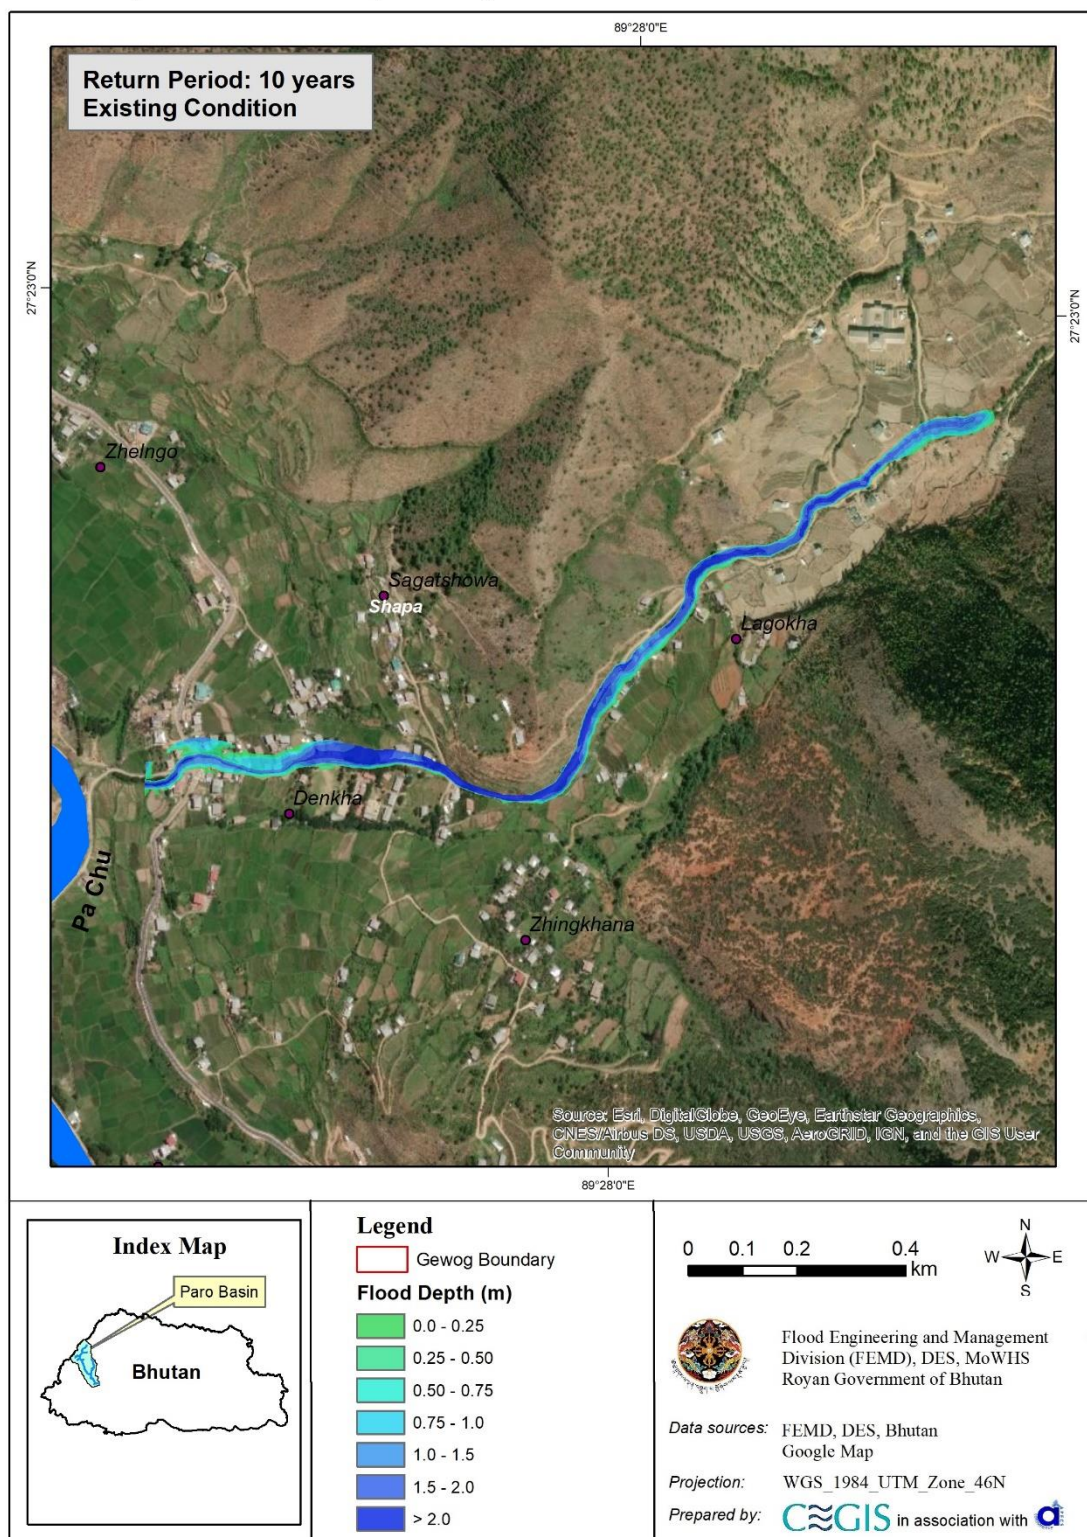 89°28'0"E
Return Period: 10 years
Existing Condition
27°23'0"N
27°23'0"N
Zhelngo
Sagatshowa
Shapa
Lagokha
Denkha
Pa Chu
Zhingkhana
Source: Esri, DigitalGlobe, GeoEye, Earthstar Geographics,
CNES/Airbus DS, USDA, USGS, AeroGRID, IGN, and the GIS User
Community
89°28'0"E
Index Map
Paro Basin
Bhutan
Legend
Gewog Boundary
Flood Depth (m)
0.0 - 0.25
0.25 - 0.50
0.50 - 0.75
0.75 - 1.0
1.0 - 1.5
1.5 - 2.0
> 2.0
0 0.1 0.2 0.4
km
N
W E
S
Flood Engineering and Management
Division (FEMD), DES, MoWHS
Royan Government of Bhutan
Data sources: FEMD, DES, Bhutan
Google Map
Projection: WGS_1984_UTM_Zone_46N
Prepared by: CEGIS in association with